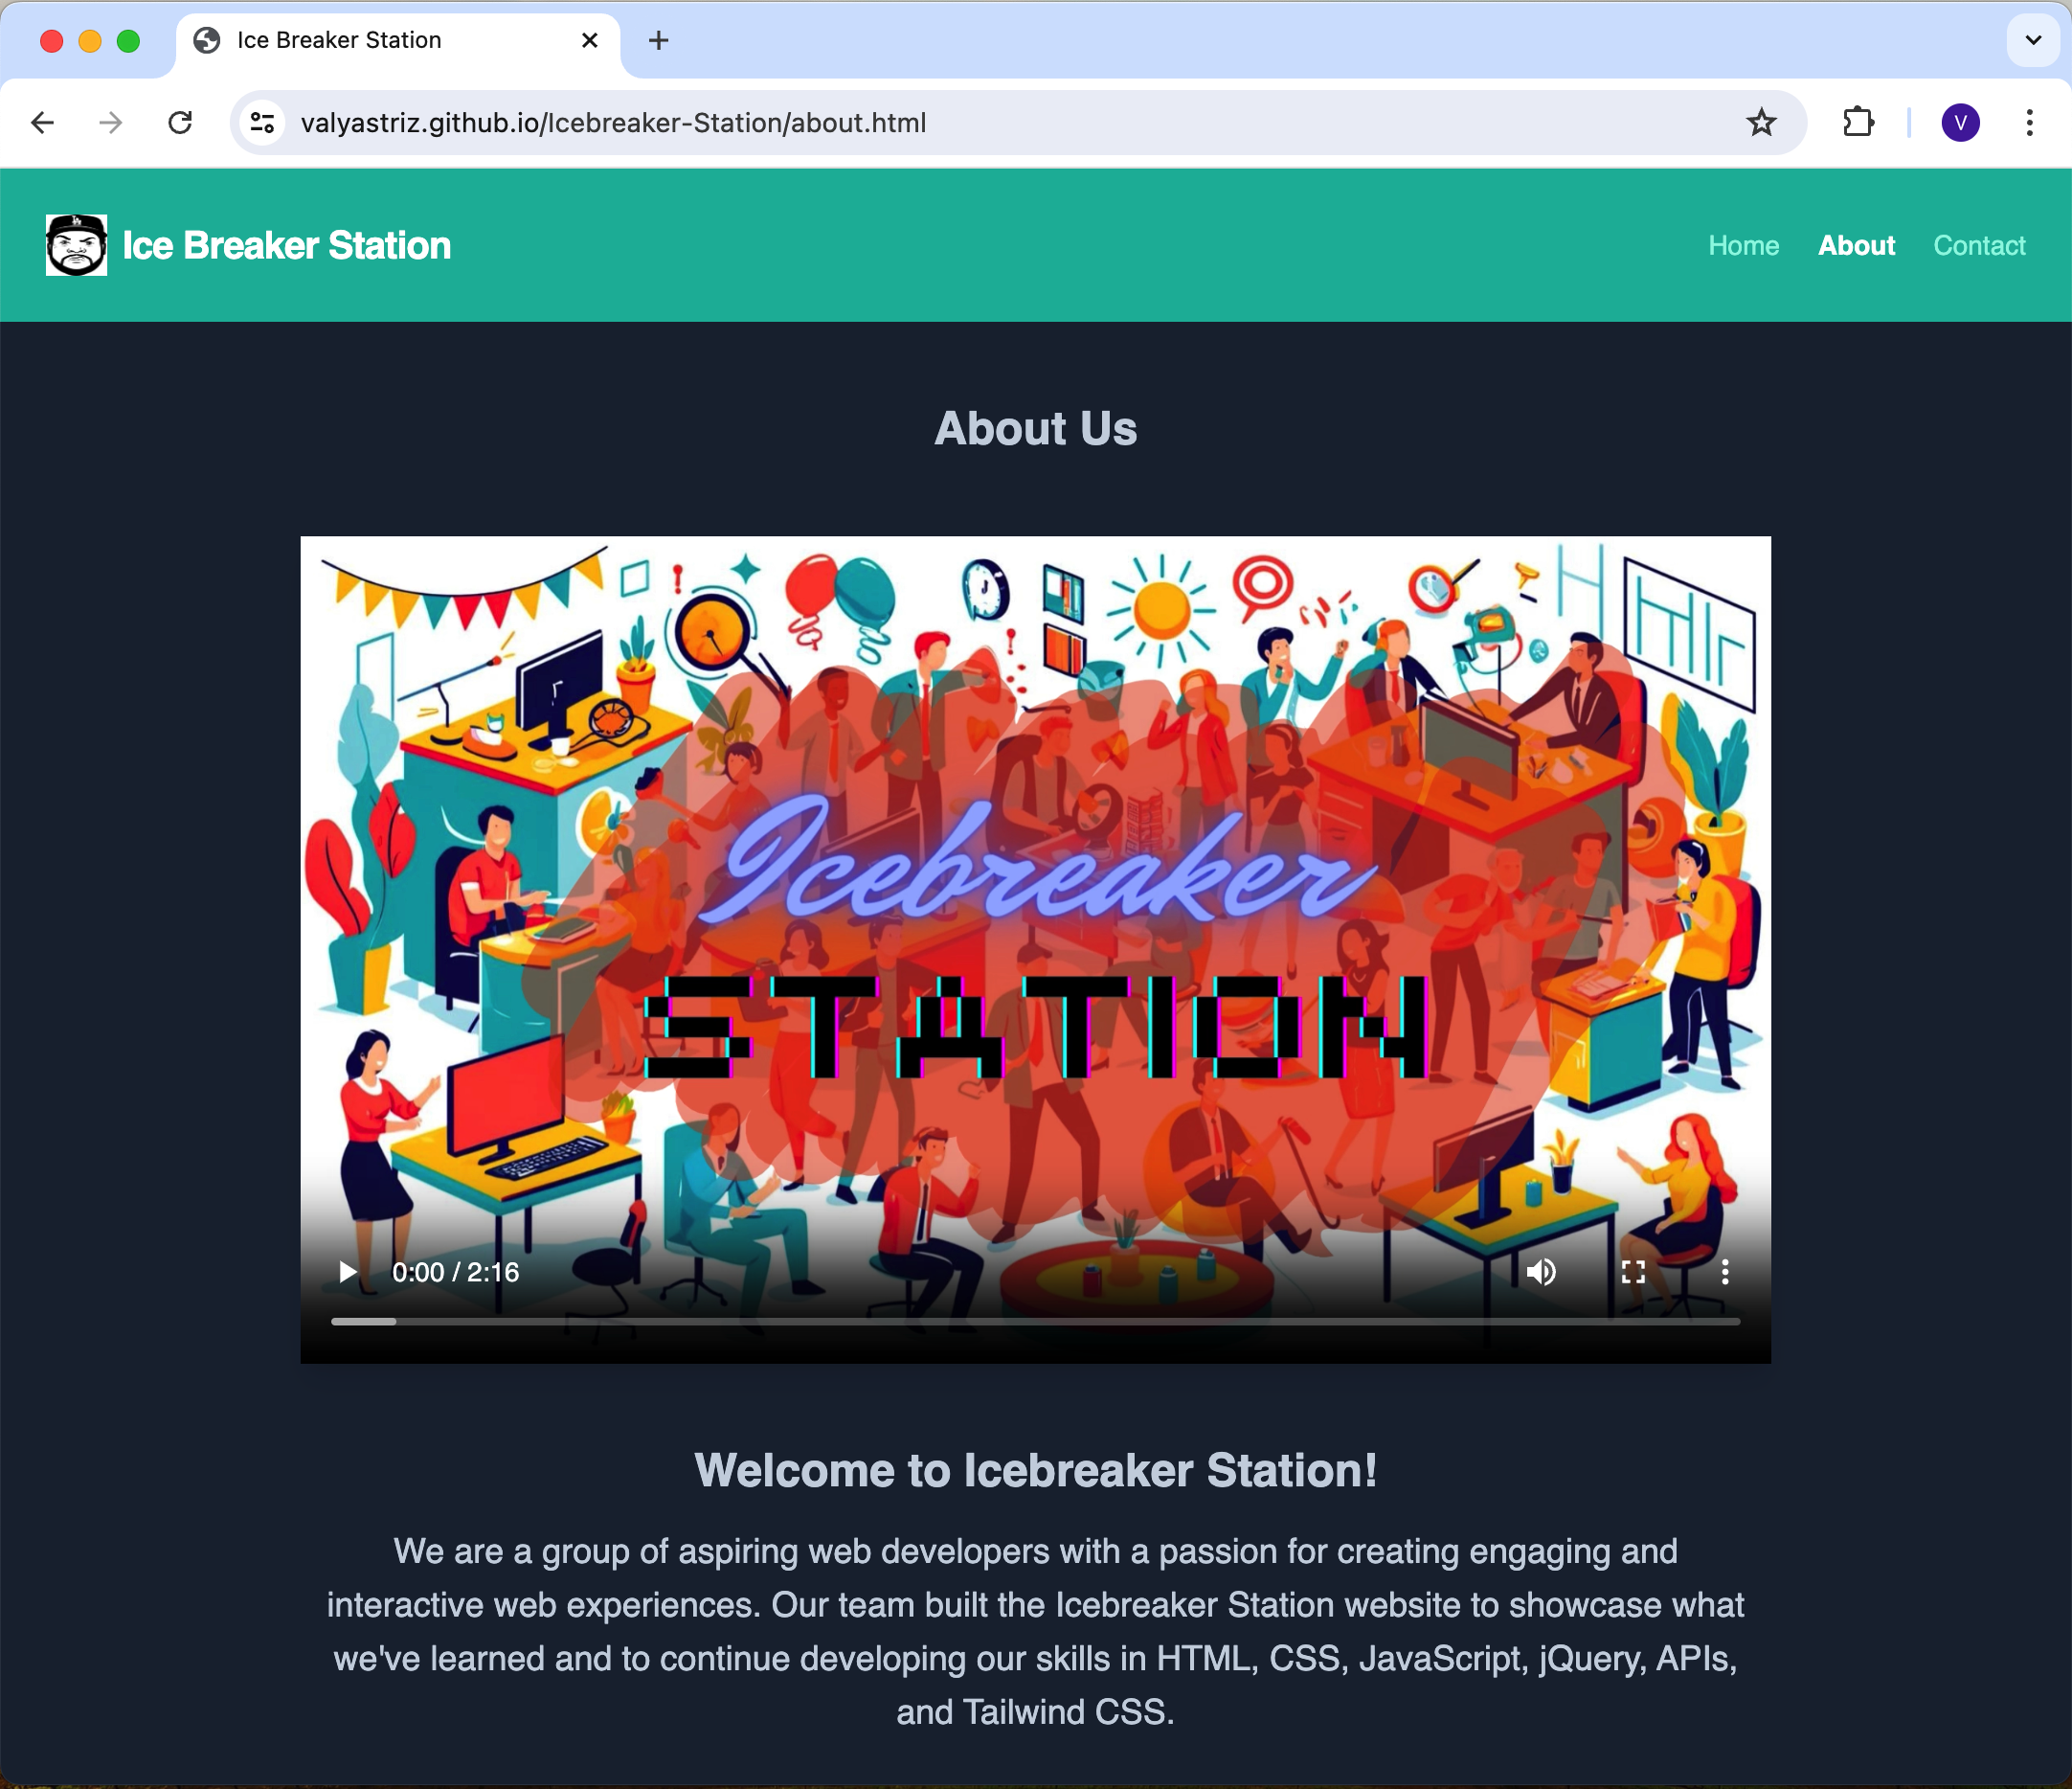 Ice Breaker Station
valyastriz.github.io/Icebreaker-Station/about.html
V
Ice Breaker Station
Home About Contact
About Us
Icebreaker
STATION
0:00 / 2:16
Welcome to Icebreaker Station!
We are a group of aspiring web developers with a passion for creating engaging and
interactive web experiences. Our team built the Icebreaker Station website to showcase what
we've learned and to continue developing our skills in HTML, CSS, JavaScript, jQuery, APIs,
and Tailwind CSS.